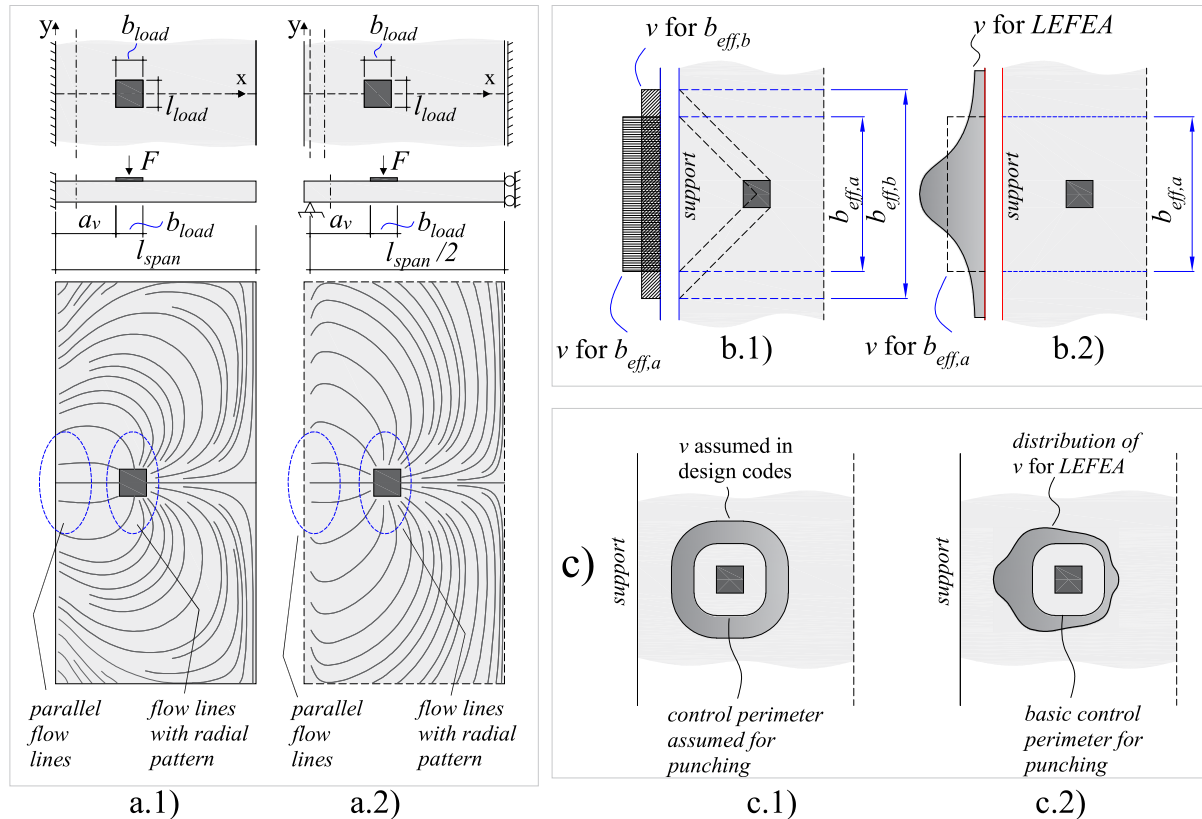 y
b_load
x
l_load
F
a_v
b_load
l_span
parallel
flow
lines
flow lines
with radial
pattern
a.1)
y
b_load
x
l_load
F
a_v
b_load
l_span /2
parallel
flow
lines
flow lines
with radial
pattern
a.2)
v for b_eff,b
support
b_eff,a
b_eff,b
v for b_eff,a
b.1)
v for LEFEA
support
b_eff,a
v for b_eff,a
b.2)
c)
v assumed in
design codes
support
control perimeter
assumed for
punching
c.1)
distribution of
v for LEFEA
support
basic control
perimeter for
punching
c.2)